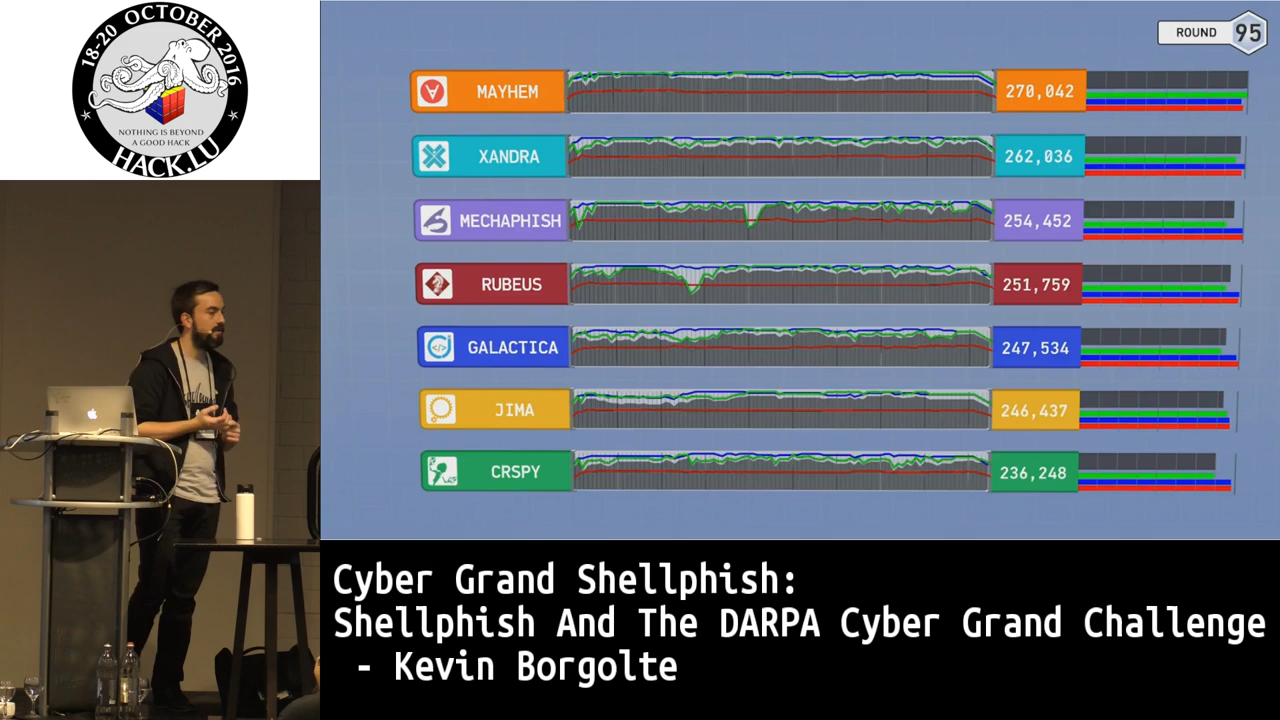 18-20 OCTOBER 2016
NOTHING IS BEYOND
A GOOD HACK
HACK.LU
ROUND 95
MAYHEM 270,042
XANDRA 262,036
MECHAPHISH 254,452
RUBEUS 251,759
GALACTICA 247,534
JIMA 246,437
CRSPY 236,248
Cyber Grand Shellphish:
Shellphish And The DARPA Cyber Grand Challenge
- Kevin Borgolte